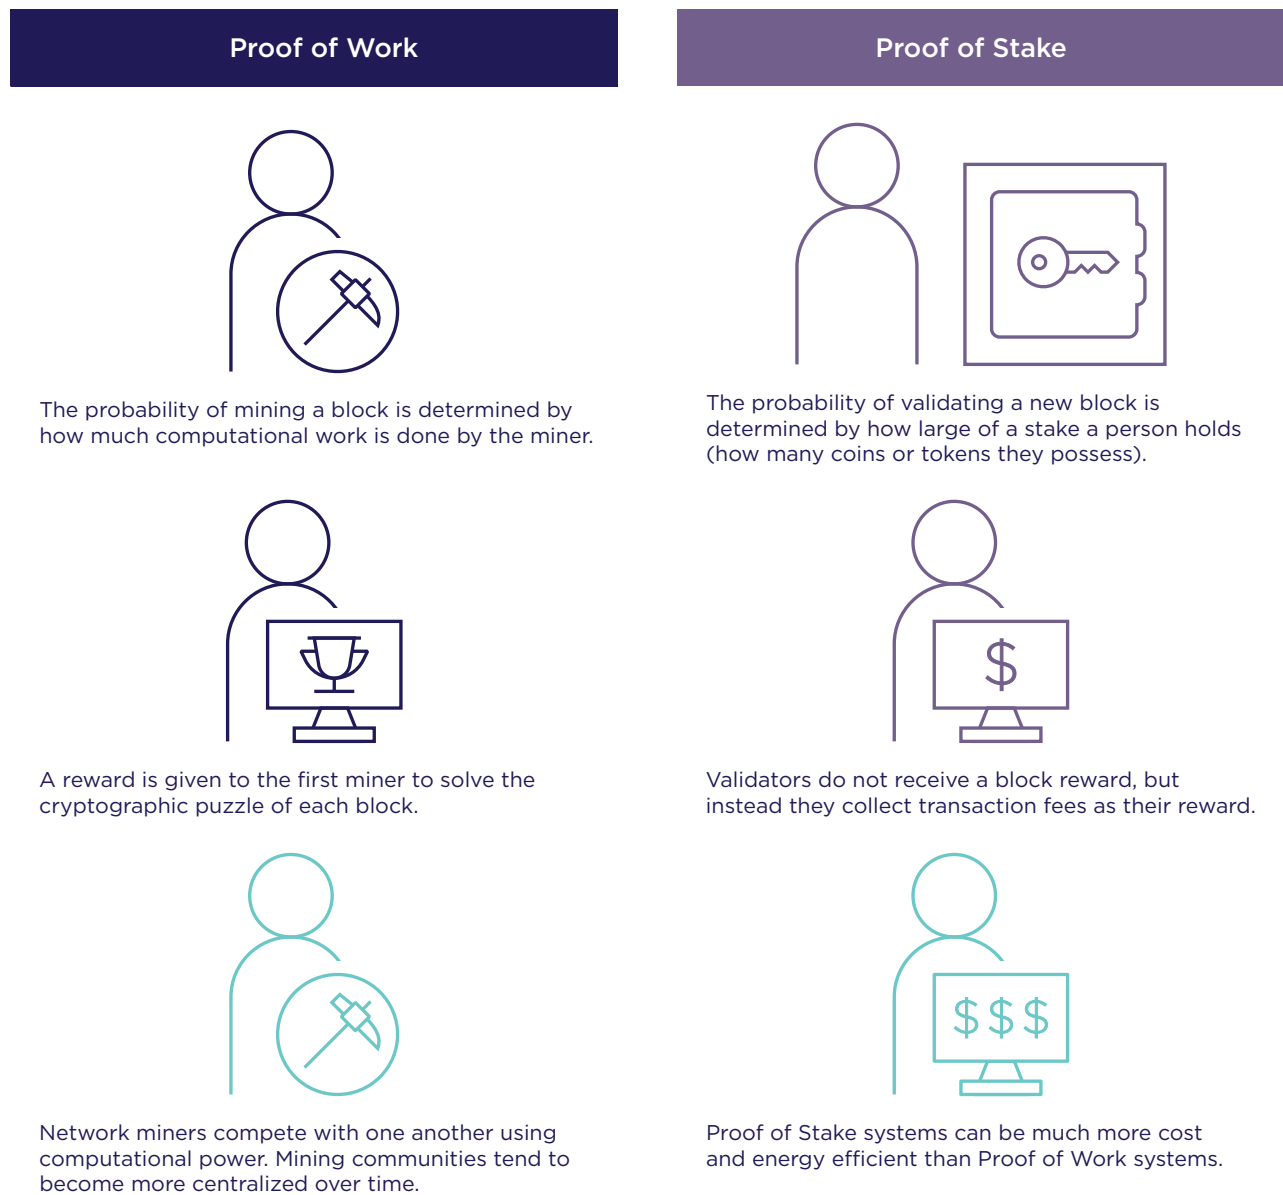 Proof of Work
The probability of mining a block is determined by
how much computational work is done by the miner.
A reward is given to the first miner to solve the
cryptographic puzzle of each block.
Network miners compete with one another using
computational power. Mining communities tend to
become more centralized over time.
Proof of Stake
The probability of validating a new block is
determined by how large of a stake a person holds
(how many coins or tokens they possess).
$
Validators do not receive a block reward, but
instead they collect transaction fees as their reward.
$ $ $
Proof of Stake systems can be much more cost
and energy efficient than Proof of Work systems.